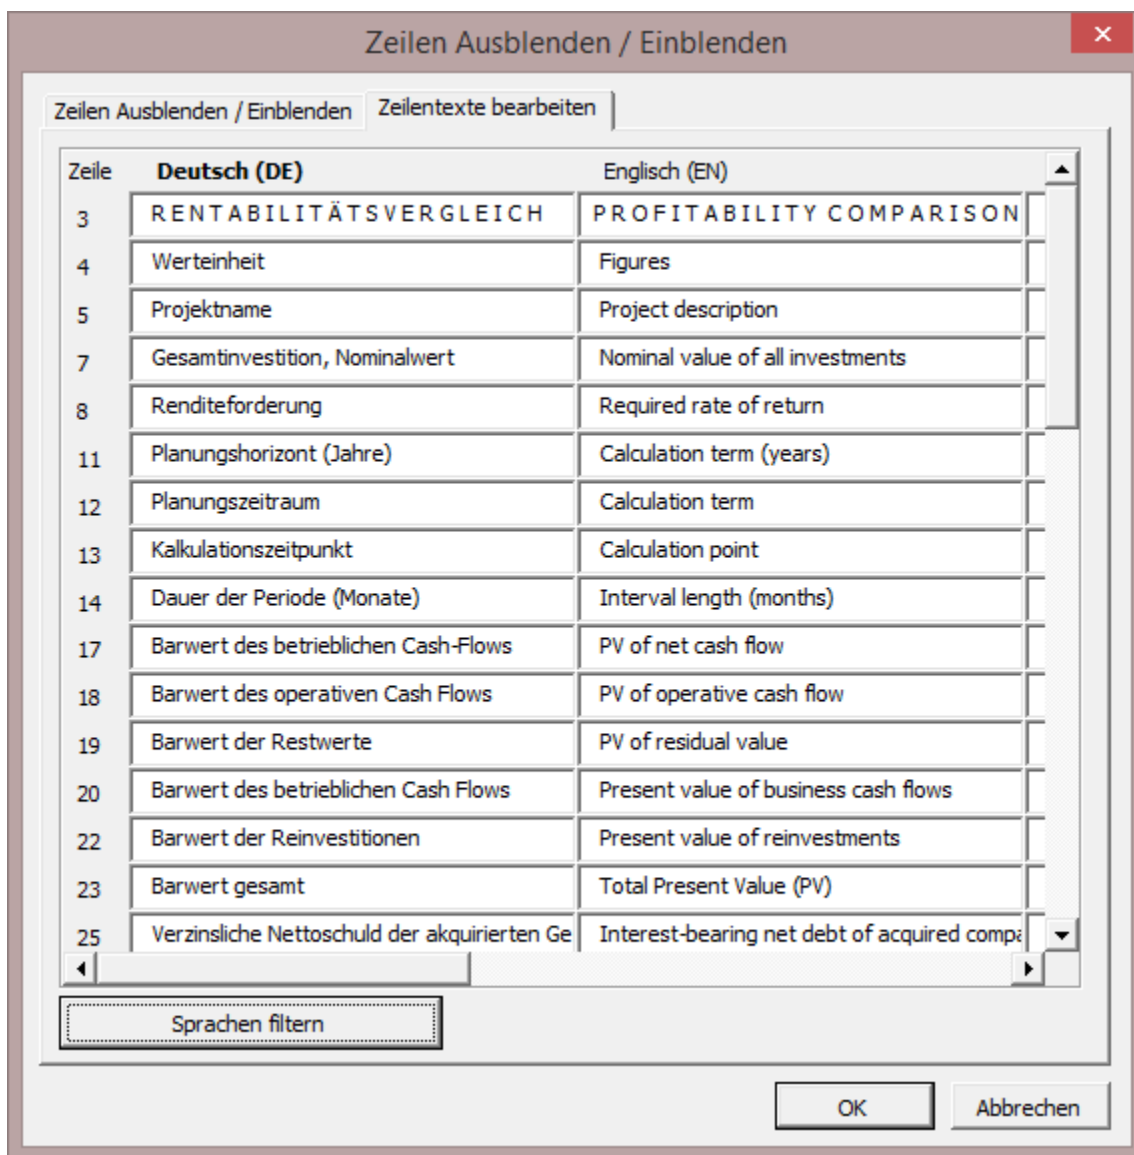 Zeilen Ausblenden / Einblenden
Zeilen Ausblenden / Einblenden Zeilentexte bearbeiten
Zeile Deutsch (DE) Englisch (EN)
3 RENTABILITÄTSVERGLEICH PROFITABILITY COMPARISON
4 Werteinheit Figures
5 Projektname Project description
7 Gesamtinvestition, Nominalwert Nominal value of all investments
8 Renditeforderung Required rate of return
11 Planungshorizont (Jahre) Calculation term (years)
12 Planungszeitraum Calculation term
13 Kalkulationszeitpunkt Calculation point
14 Dauer der Periode (Monate) Interval length (months)
17 Barwert des betrieblichen Cash-Flows PV of net cash flow
18 Barwert des operativen Cash Flows PV of operative cash flow
19 Barwert der Restwerte PV of residual value
20 Barwert des betrieblichen Cash Flows Present value of business cash flows
22 Barwert der Reinvestitionen Present value of reinvestments
23 Barwert gesamt Total Present Value (PV)
25 Verzinsliche Nettoschuld der akquirierten Ge Interest-bearing net debt of acquired compa
Sprachen filtern
OK Abbrechen